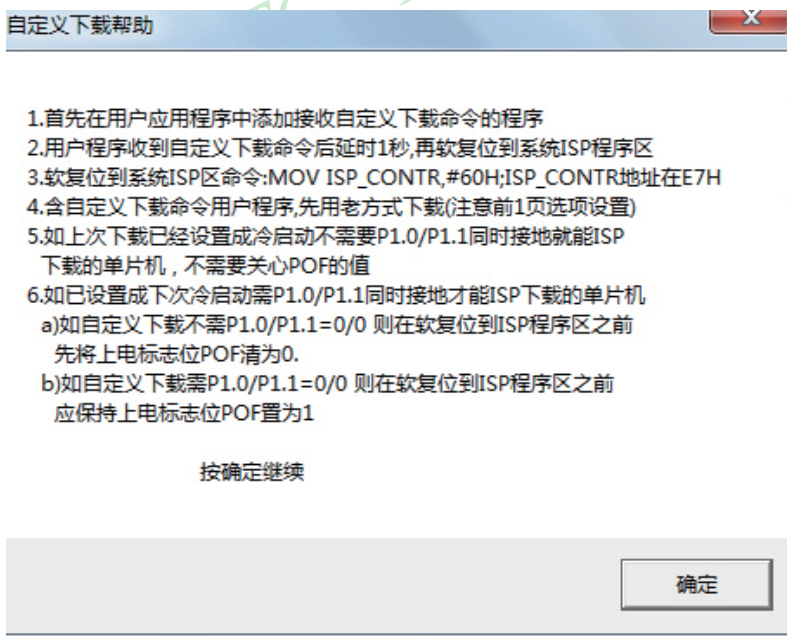 自定义下载帮助
1.首先在用户应用程序中添加接收自定义下载命令的程序
2.用户程序收到自定义下载命令后延时1秒,再软复位到系统ISP程序区
3.软复位到系统ISP区命令:MOV ISP_CONTR,#60H;ISP_CONTR地址在E7H
4.含自定义下载命令用户程序,先用老方式下载(注意前1页选项设置)
5.如上次下载已经设置成冷启动不需要P1.0/P1.1同时接地就能ISP
下载的单片机，不需要关心POF的值
6.如已设置成下次冷启动需P1.0/P1.1同时接地才能ISP下载的单片机
a)如自定义下载不需P1.0/P1.1=0/0 则在软复位到ISP程序区之前
先将上电标志位POF清为0.
b)如自定义下载需P1.0/P1.1=0/0 则在软复位到ISP程序区之前
应保持上电标志位POF置为1
按确定继续
确定